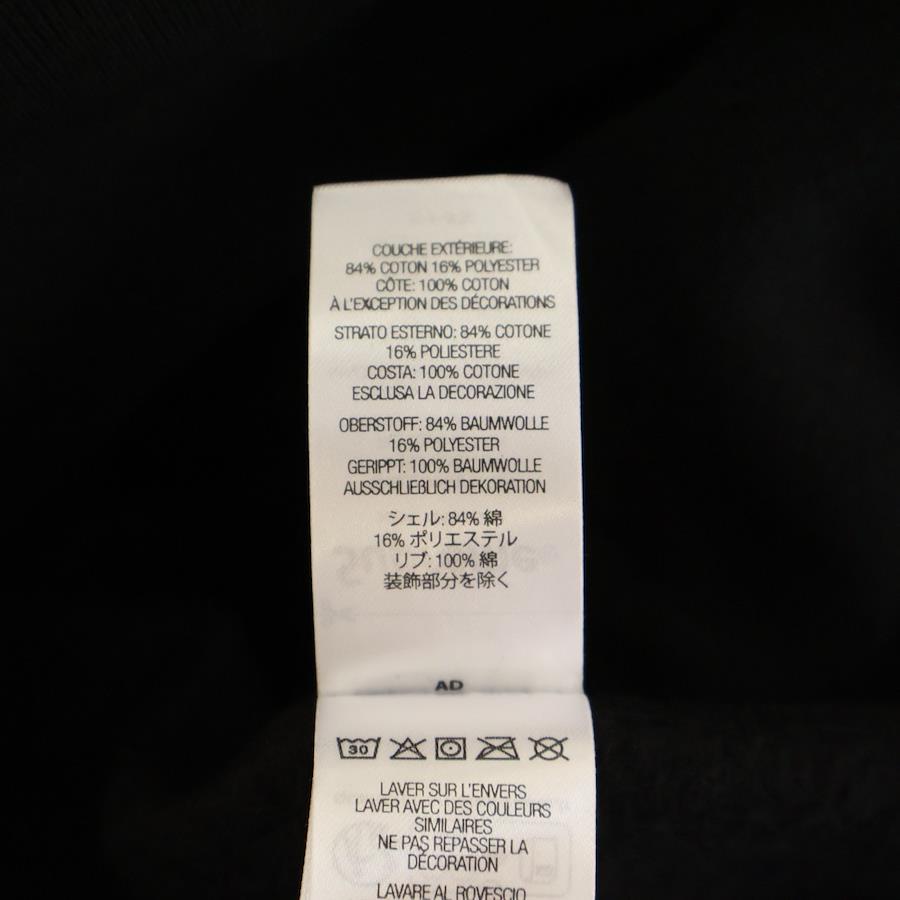 COUCHE EXTÉRIEURE:
84% COTON 16% POLYESTER
CÔTE: 100% COTON
À L'EXCEPTION DES DÉCORATIONS
STRATO ESTERNO: 84% COTONE
16% POLIESTERE
COSTA: 100% COTONE
ESCLUSA LA DECORAZIONE
OBERSTOFF: 84% BAUMWOLLE
16% POLYESTER
GERIPPT: 100% BAUMWOLLE
AUSSCHLIEßLICH DEKORATION
シェル: 84% 綿
16% ポリエステル
リブ: 100% 綿
装飾部分を除く
AD
30
LAVER SUR L'ENVERS
LAVER AVEC DES COULEURS
SIMILAIRES
NE PAS REPASSER LA
DÉCORATION
LAVARE AL ROVESCIO